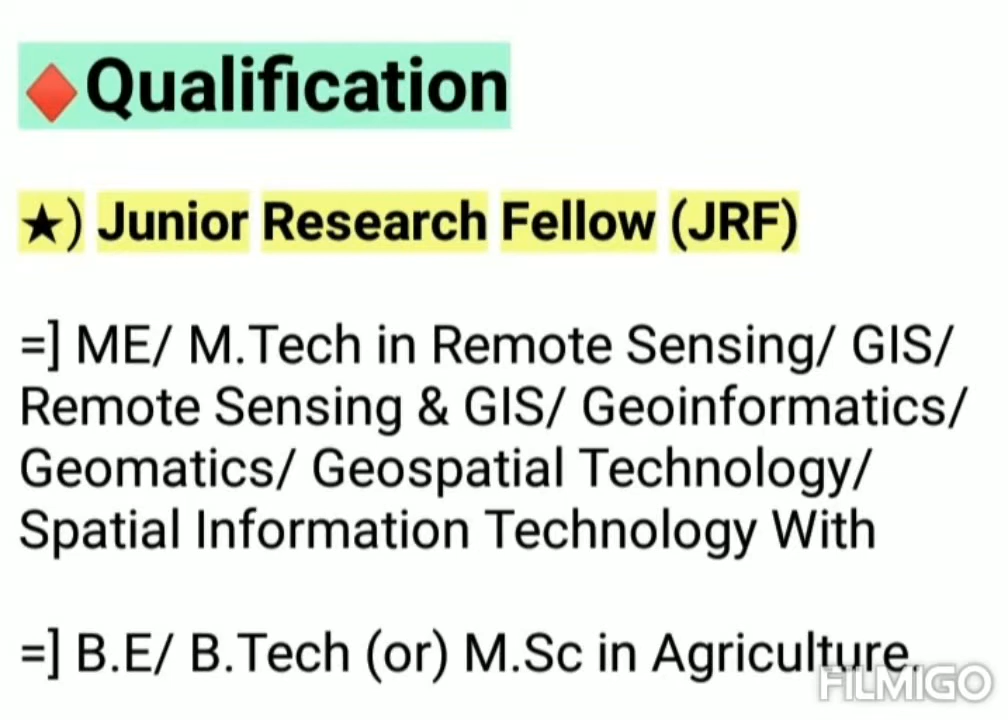 ♦Qualification
★) Junior Research Fellow (JRF)
=] ME/ M.Tech in Remote Sensing/ GIS/
Remote Sensing & GIS/ Geoinformatics/
Geomatics/ Geospatial Technology/
Spatial Information Technology With
=] B.E/ B.Tech (or) M.Sc in Agriculture.
FILMIGO